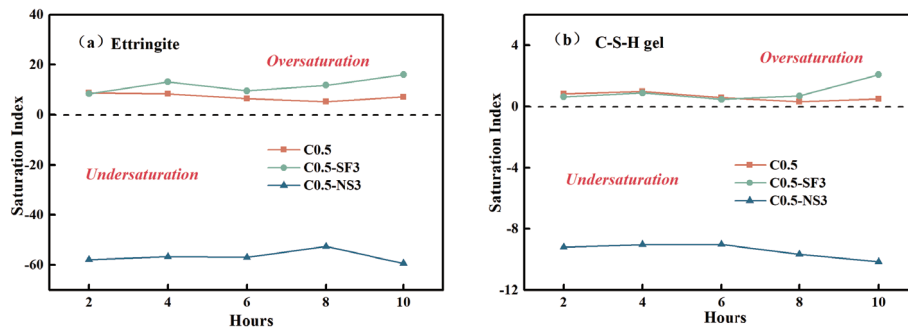 (a) Ettringite
Oversaturation
Undersaturation
C0.5
C0.5-SF3
C0.5-NS3
Saturation Index
40
20
0
-20
-40
-60
2 4 6 8 10
Hours
(b) C-S-H gel
Oversaturation
Undersaturation
C0.5
C0.5-SF3
C0.5-NS3
Saturation Index
4
0
-4
-8
-12
2 4 6 8 10
Hours